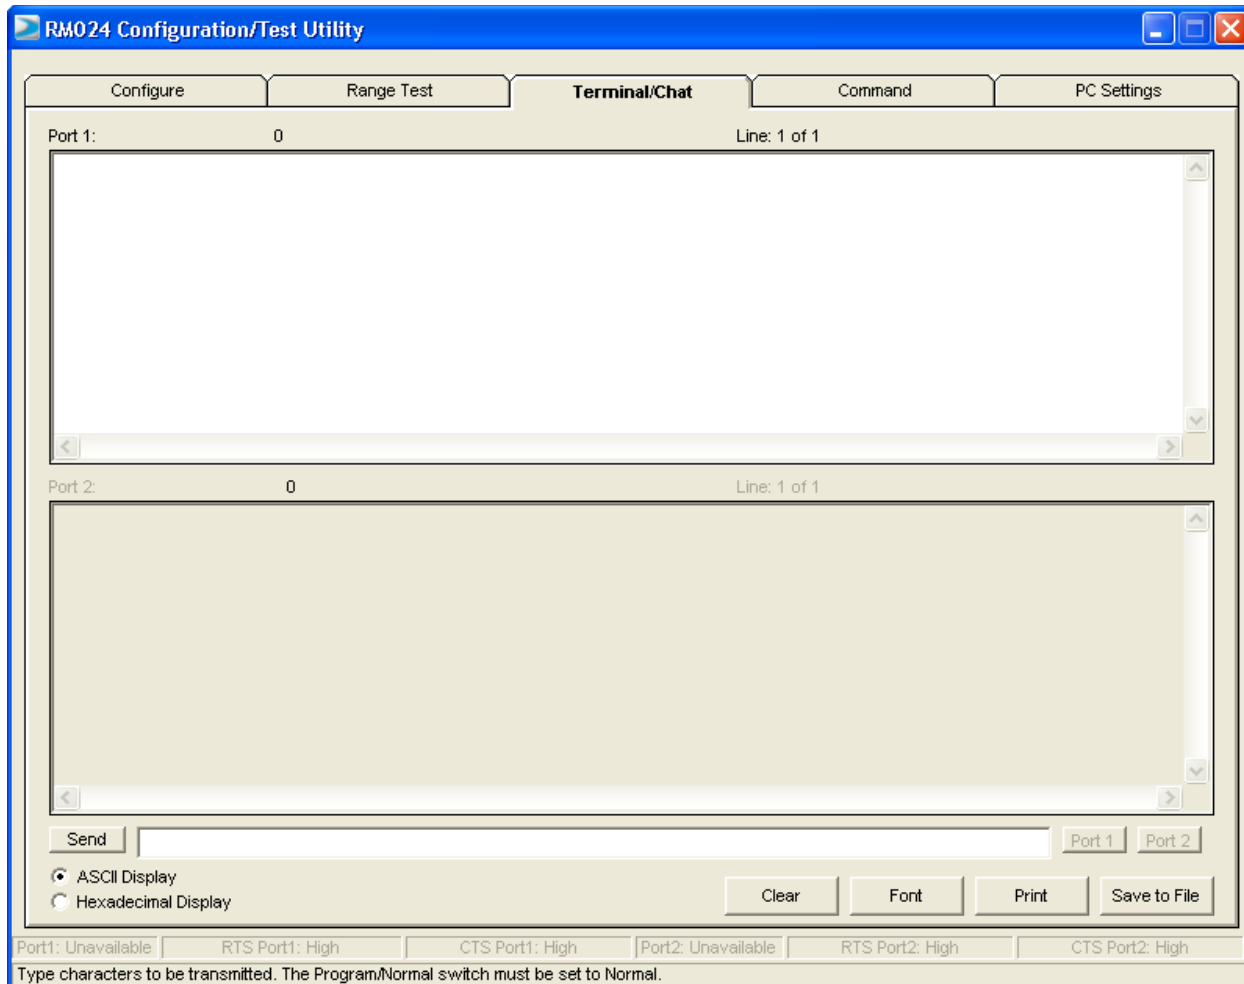 RM024 Configuration/Test Utility
Configure Range Test Terminal/Chat Command PC Settings
Port 1: 0 Line: 1 of 1
Port 2: 0 Line: 1 of 1
Send Port 1 Port 2
ASCII Display
Hexadecimal Display
Clear Font Print Save to File
Port1: Unavailable RTS Port1: High CTS Port1: High Port2: Unavailable RTS Port2: High CTS Port2: High
Type characters to be transmitted. The Program/Normal switch must be set to Normal.